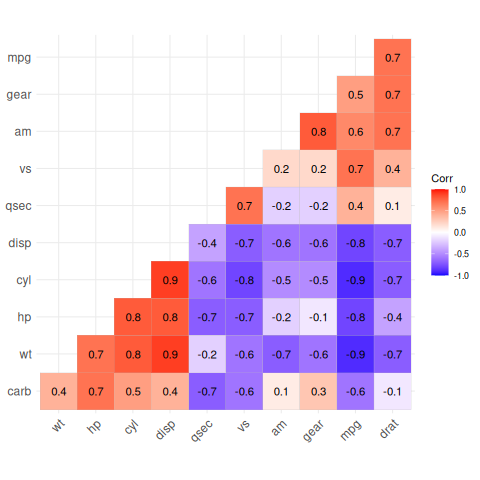 mpg 0.7
gear 0.5 0.7
am 0.8 0.6 0.7
vs 0.2 0.2 0.7 0.4
qsec 0.7 -0.2 -0.2 0.4 0.1
disp -0.4 -0.7 -0.6 -0.6 -0.8 -0.7
cyl 0.9 -0.6 -0.8 -0.5 -0.5 -0.9 -0.7
hp 0.8 0.8 -0.7 -0.7 -0.2 -0.1 -0.8 -0.4
wt 0.7 0.8 0.9 -0.2 -0.6 -0.7 -0.6 -0.9 -0.7
carb 0.4 0.7 0.5 0.4 -0.7 -0.6 0.1 0.3 -0.6 -0.1
wt hp cyl disp qsec vs am gear mpg drat
Corr
1.0
0.5
0.0
-0.5
-1.0